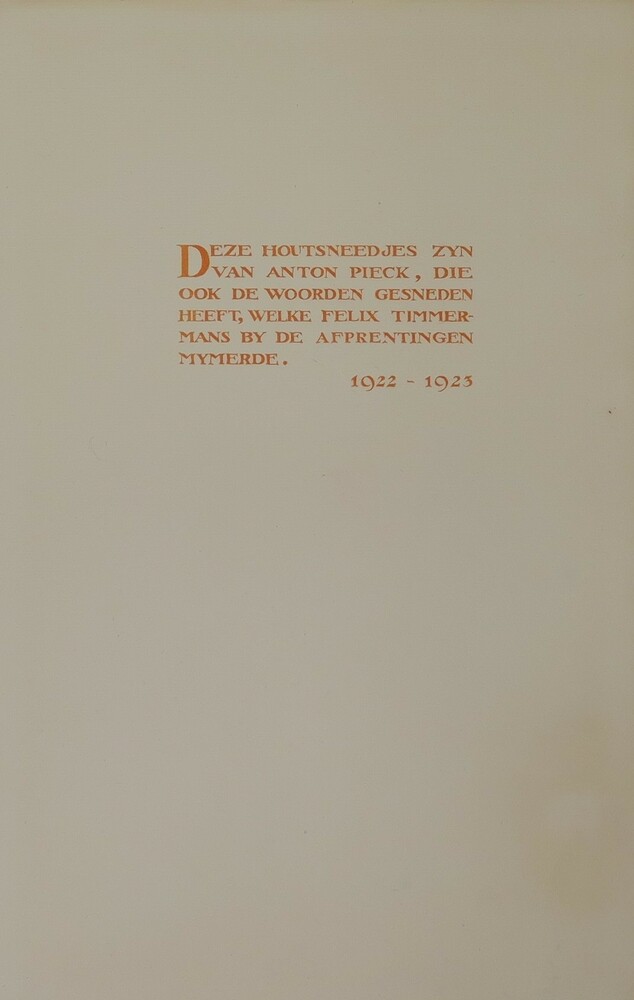 DEZE HOUTSNEEDJES ZYN
VAN ANTON PIECK, DIE
OOK DE WOORDEN GESNEDEN
HEEFT, WELKE FELIX TIMMER-
MANS BY DE AFPRENTINGEN
MYMERDE.
1922 - 1923